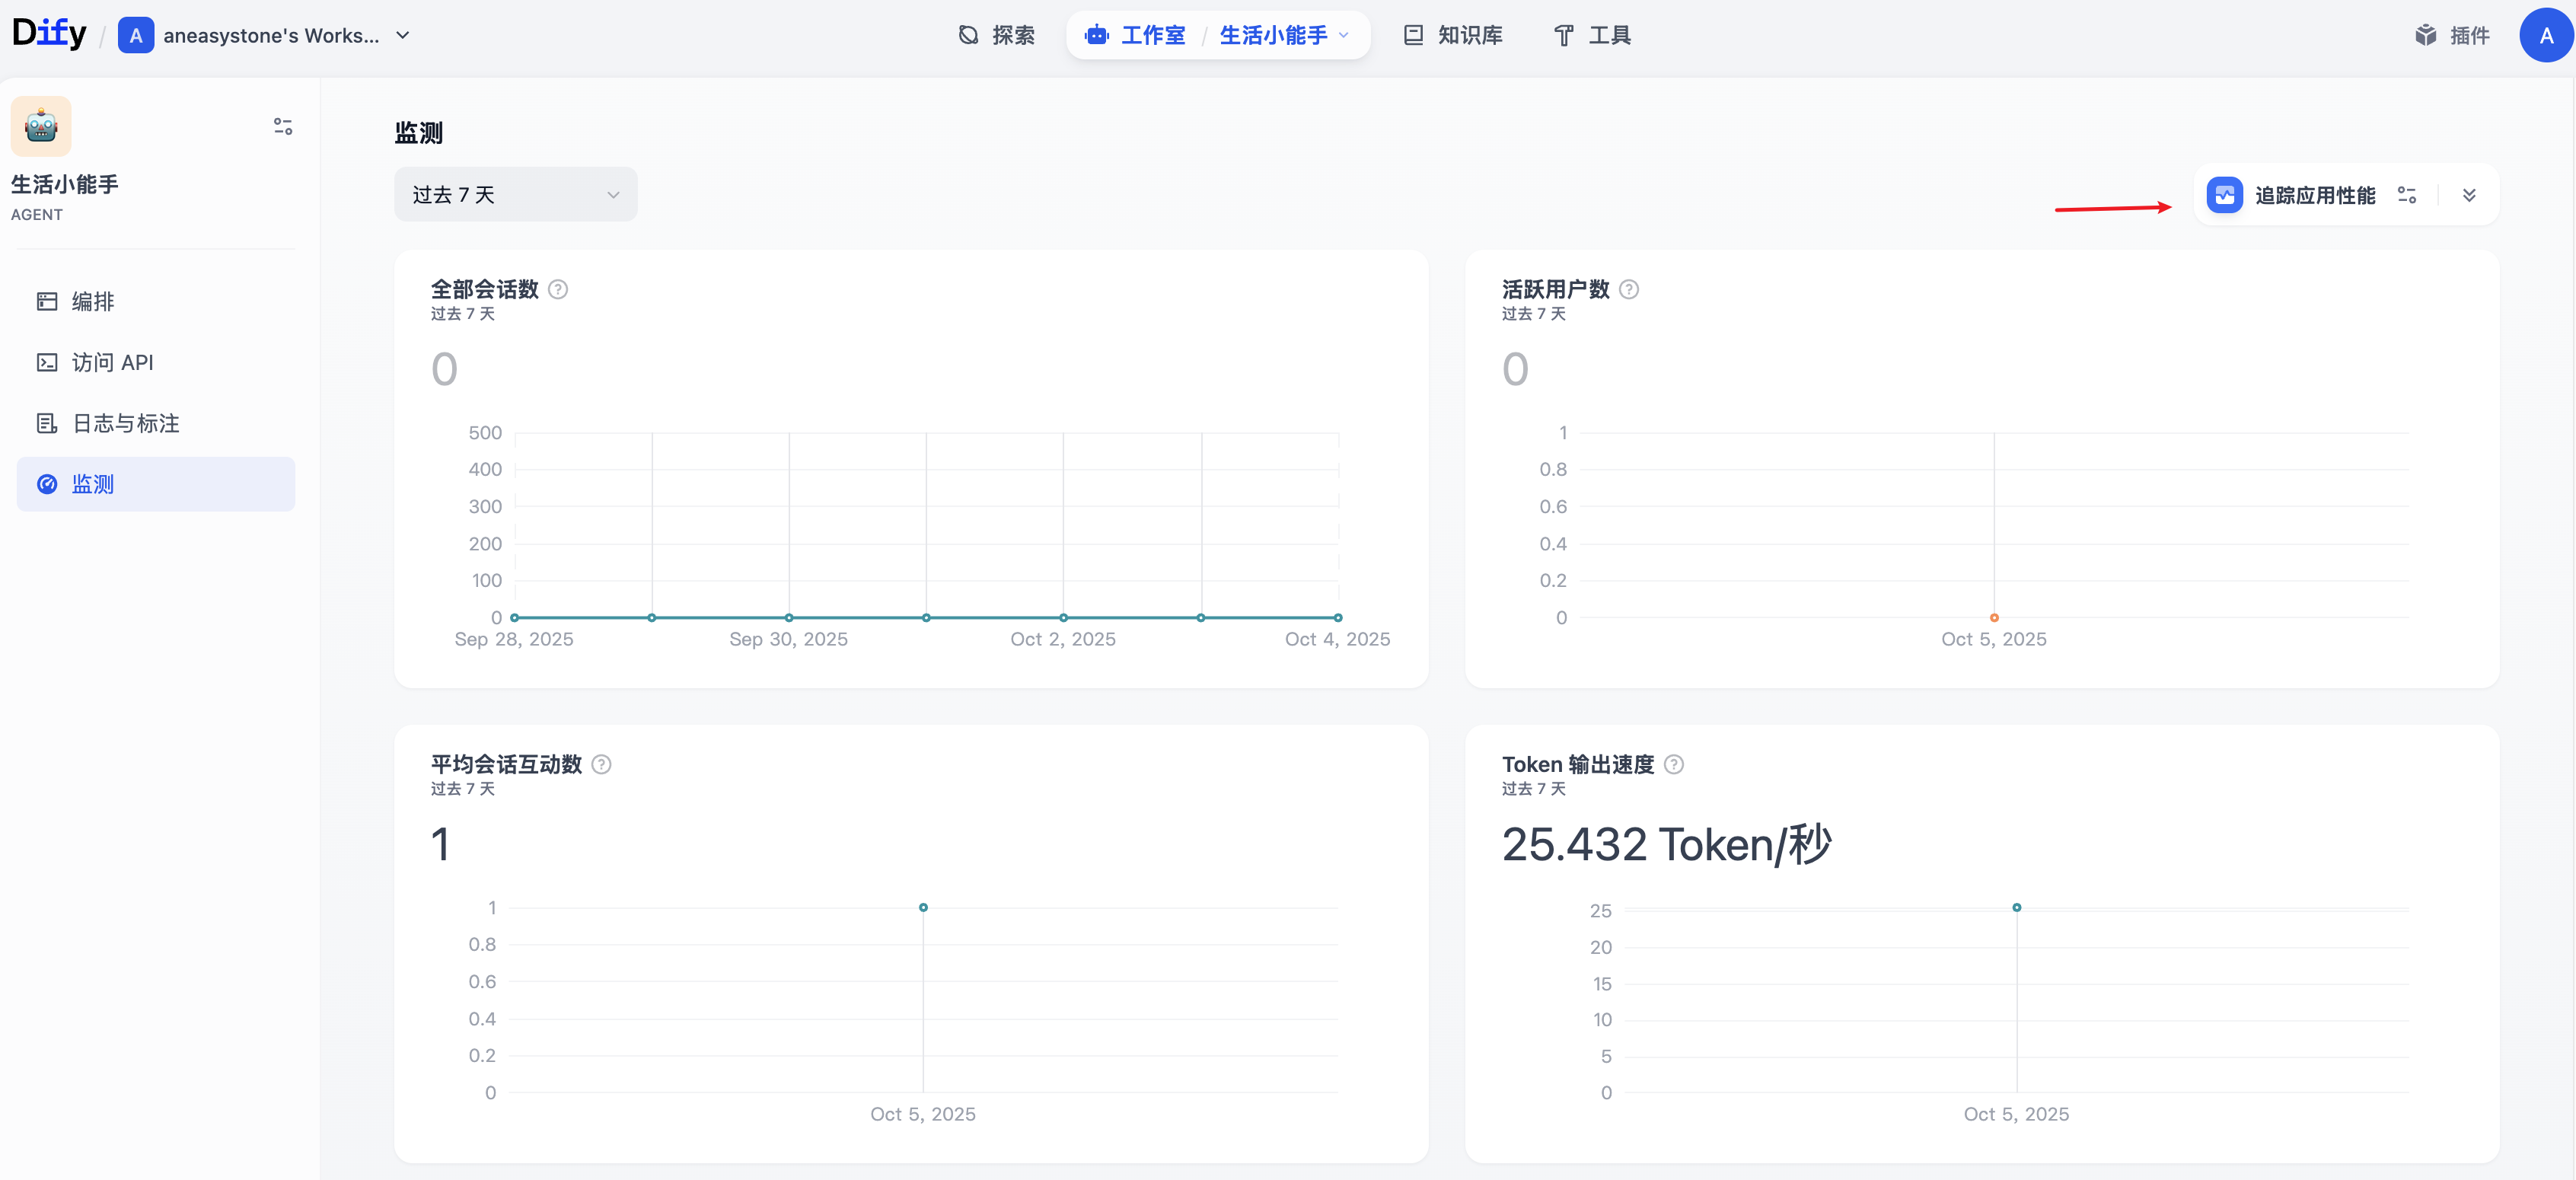 Dify / A aneasystone's Works... 探索 工作室 / 生活小能手 知识库 工具 插件 A
生活小能手
AGENT
编排
访问 API
日志与标注
监测
监测
过去 7 天
追踪应用性能
全部会话数 ?
过去 7 天
0
500
400
300
200
100
0
Sep 28, 2025 Sep 30, 2025 Oct 2, 2025 Oct 4, 2025
活跃用户数 ?
过去 7 天
0
1
0.8
0.6
0.4
0.2
0
Oct 5, 2025
平均会话互动数 ?
过去 7 天
1
1
0.8
0.6
0.4
0.2
0
Oct 5, 2025
Token 输出速度 ?
过去 7 天
25.432 Token/秒
25
20
15
10
5
0
Oct 5, 2025